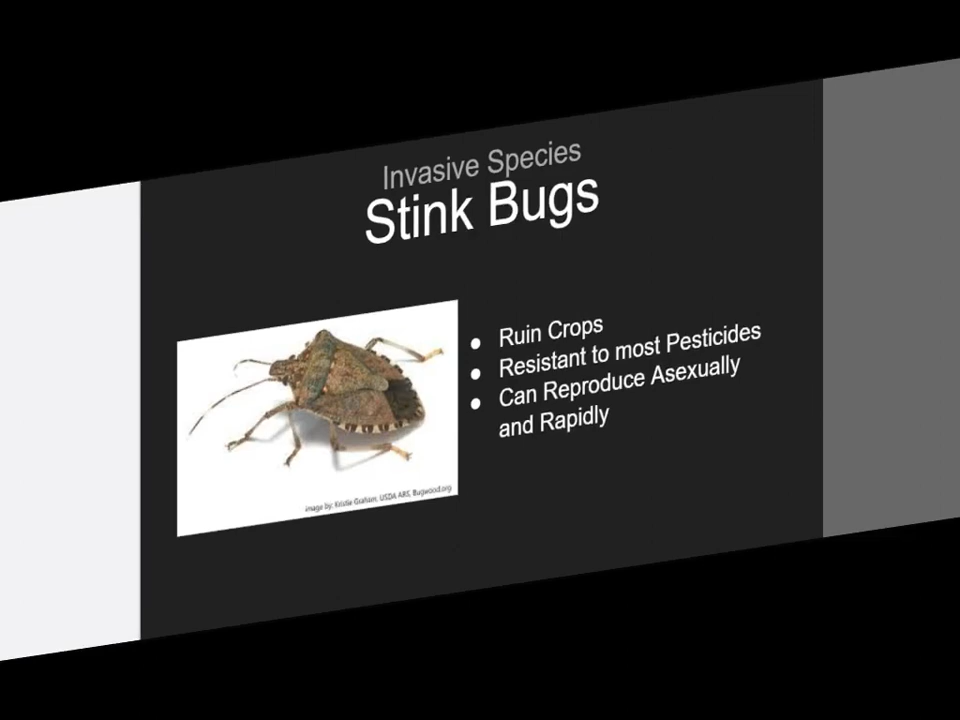 Invasive Species
Stink Bugs
● Ruin Crops
● Resistant to most Pesticides
● Can Reproduce Asexually
and Rapidly
image by: Kristie Graham, USDA ARS, Bugwood.org